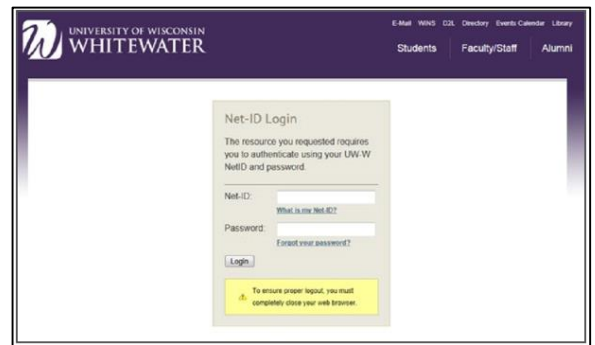 E-Mail WINS D2L Directory Events Calendar Library
UNIVERSITY OF WISCONSIN
WHITEWATER
Students Faculty/Staff Alumni
Net-ID Login
The resource you requested requires
you to authenticate using your UW-W
NetID and password.
Net-ID:
What is my Net-ID?
Password:
Forgot your password?
Login
To ensure proper logout, you must
completely close your web browser.